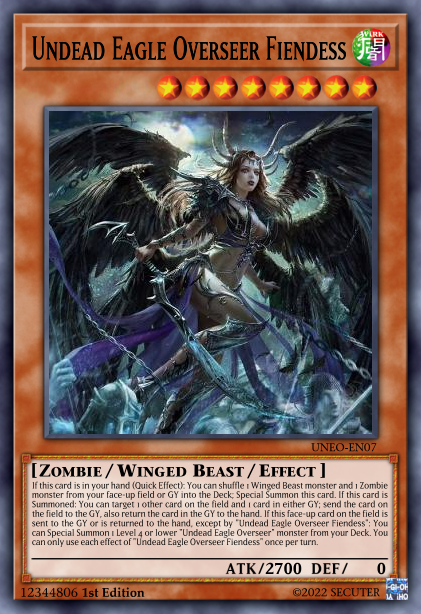 UNDEAD EAGLE OVERSEER FIENDESS
UNEO-EN07
[ZOMBIE / WINGED BEAST / EFFECT ]
If this card is in your hand (Quick Effect): You can shuffle 1 Winged Beast monster and 1 Zombie
monster from your face-up field or GY into the Deck; Special Summon this card. If this card is
Summoned: You can target 1 other card on the field and 1 card in either GY; send the card on
the field to the GY, also return the card in the GY to the hand. If this face-up card on the field is
sent to the GY or is returned to the hand, except by "Undead Eagle Overseer Fiendess": You
can Special Summon 1 Level 4 or lower "Undead Eagle Overseer" monster from your Deck. You
can only use each effect of "Undead Eagle Overseer Fiendess" once per turn.
ATK/2700 DEF/ 0
12344806 1st Edition
©2022 SECUTER